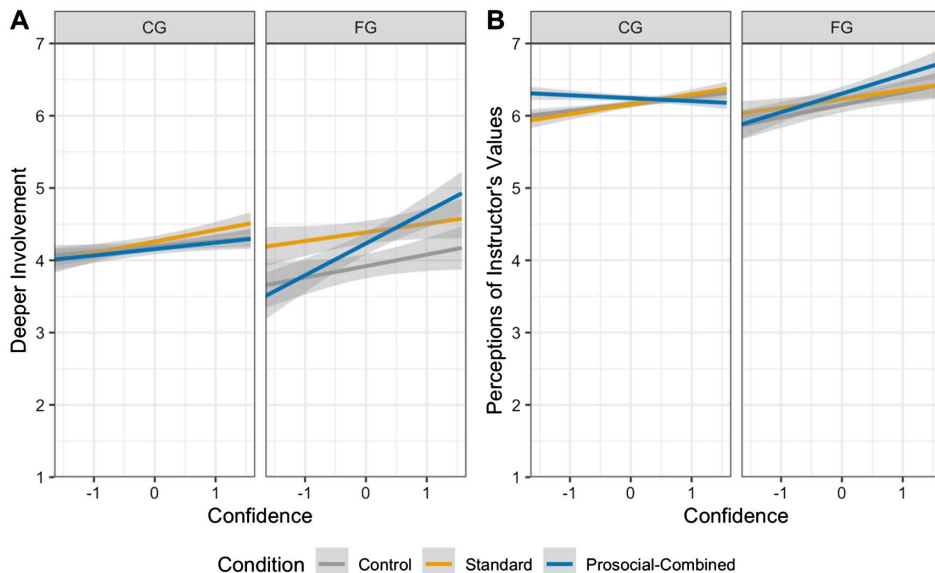 A
CG
FG
Deeper Involvement
7
6
5
4
3
2
1
-1 0 1
-1 0 1
Confidence
B
CG
FG
Perceptions of Instructor's Values
7
6
5
4
3
2
1
-1 0 1
-1 0 1
Confidence
Condition Control Standard Prosocial-Combined